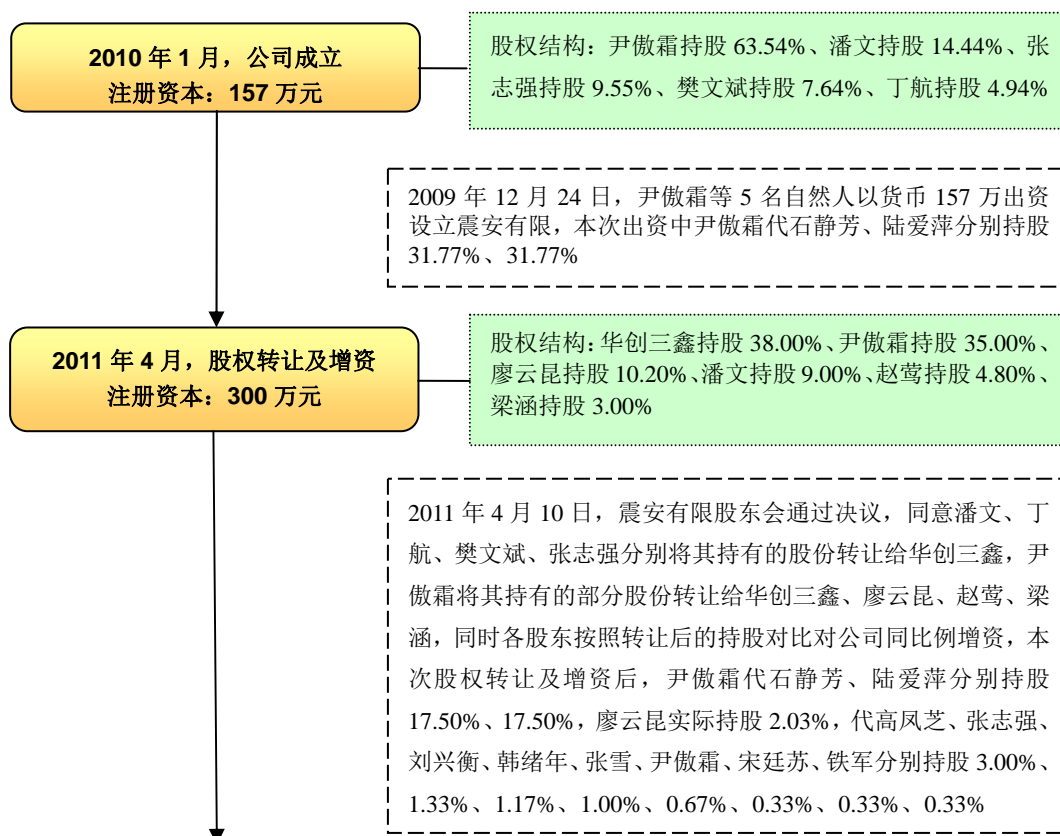 2010 年 1 月，公司成立
注册资本：157 万元
股权结构：尹傲霜持股 63.54%、潘文持股 14.44%、张
志强持股 9.55%、樊文斌持股 7.64%、丁航持股 4.94%
2009 年 12 月 24 日，尹傲霜等 5 名自然人以货币 157 万出资
设立震安有限，本次出资中尹傲霜代石静芳、陆爱萍分别持股
31.77%、31.77%
2011 年 4 月，股权转让及增资
注册资本：300 万元
股权结构：华创三鑫持股 38.00%、尹傲霜持股 35.00%、
廖云昆持股 10.20%、潘文持股 9.00%、赵莺持股 4.80%、
梁涵持股 3.00%
2011 年 4 月 10 日，震安有限股东会通过决议，同意潘文、丁
航、樊文斌、张志强分别将其持有的股份转让给华创三鑫，尹
傲霜将其持有的部分股份转让给华创三鑫、廖云昆、赵莺、梁
涵，同时各股东按照转让后的持股对比对公司同比例增资，本
次股权转让及增资后，尹傲霜代石静芳、陆爱萍分别持股
17.50%、17.50%，廖云昆实际持股 2.03%，代高凤芝、张志强、
刘兴衡、韩绪年、张雪、尹傲霜、宋廷苏、铁军分别持股 3.00%、
1.33%、1.17%、1.00%、0.67%、0.33%、0.33%、0.33%